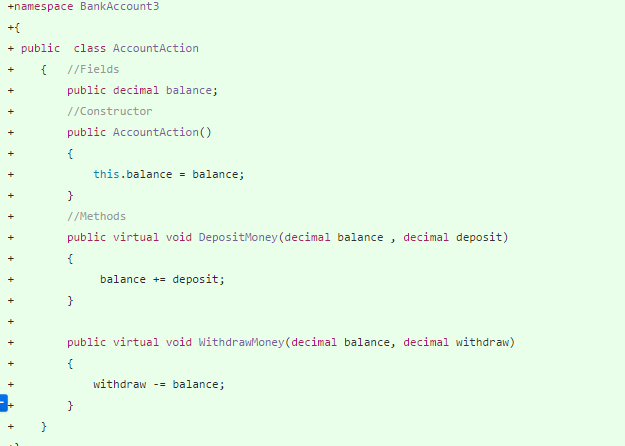 +namespace BankAccount3
+{
+ public  class AccountAction
+    {   //Fields
+        public decimal balance;
+        //Constructor
+        public AccountAction()
+        {
+            this.balance = balance;
+        }
+        //Methods
+        public virtual void DepositMoney(decimal balance , decimal deposit)
+        {
+             balance += deposit;
+        }
+
+        public virtual void WithdrawMoney(decimal balance, decimal withdraw)
+        {
+            withdraw -= balance;
+        }
+    }
+}